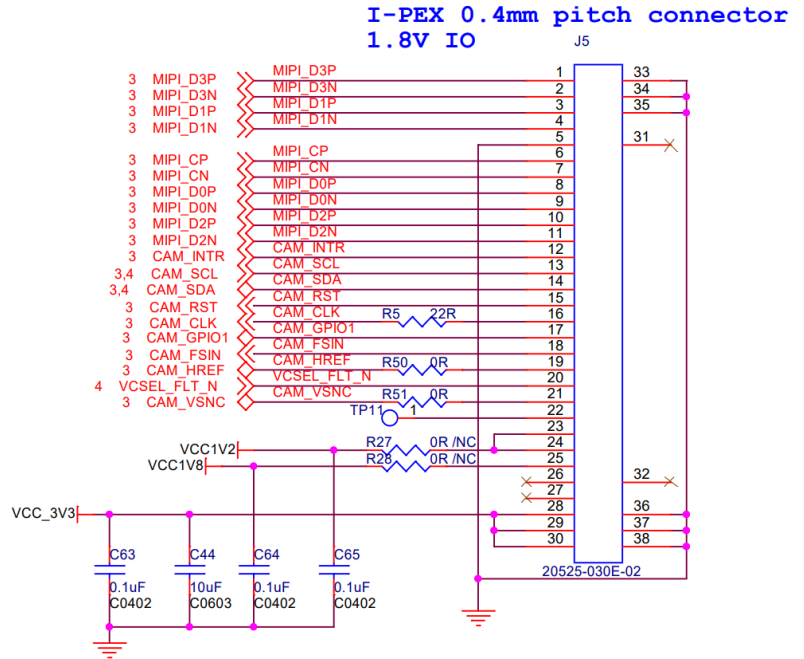 I-PEX 0.4mm pitch connector
1.8V IO
J5
3 MIPI_D3P MIPI_D3P 1 33
3 MIPI_D3N MIPI_D3N 2 34
3 MIPI_D1P MIPI_D1P 3 35
3 MIPI_D1N MIPI_D1N 4
5 31
3 MIPI_CP MIPI_CP 6
3 MIPI_CN MIPI_CN 7
3 MIPI_D0P MIPI_D0P 8
3 MIPI_D0N MIPI_D0N 9
3 MIPI_D2P MIPI_D2P 10
3 MIPI_D2N MIPI_D2N 11
3 CAM_INTR CAM_INTR 12
3,4 CAM_SCL CAM_SCL 13
3,4 CAM_SDA CAM_SDA 14
3 CAM_RST CAM_RST 15
3 CAM_CLK CAM_CLK R5 22R 16
3 CAM_GPIO1 CAM_GPIO1 17
3 CAM_FSIN CAM_FSIN 18
3 CAM_HREF CAM_HREF R50 0R 19
4 VCSEL_FLT_N VCSEL_FLT_N 20
3 CAM_VSNC CAM_VSNC R51 0R 21
TP11 1 22
23
VCC1V2 R27 0R /NC 24
VCC1V8 R28 0R /NC 25
26 32
27
VCC_3V3 28 36
29 37
30 38
C63 C44 C64 C65
20525-030E-02
0.1uF 10uF 0.1uF 0.1uF
C0402 C0603 C0402 C0402